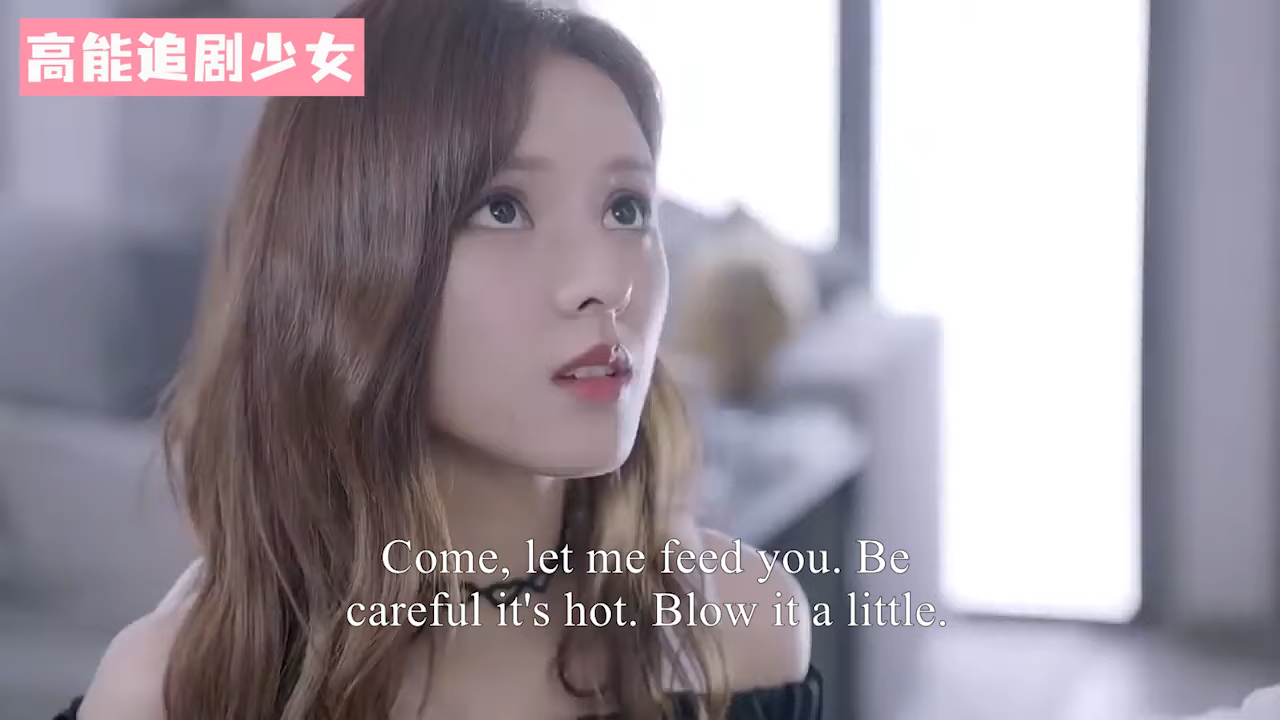 高能追剧少女
Come, let me feed you. Be
careful it's hot. Blow it a little.